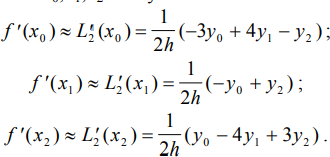 f '(x₀) ≈ L₂'(x₀) = 1/2h (−3y₀ + 4y₁ − y₂) ;
f '(x₁) ≈ L₂'(x₁) = 1/2h (−y₀ + y₂) ;
f '(x₂) ≈ L₂'(x₂) = 1/2h (y₀ − 4y₁ + 3y₂) .